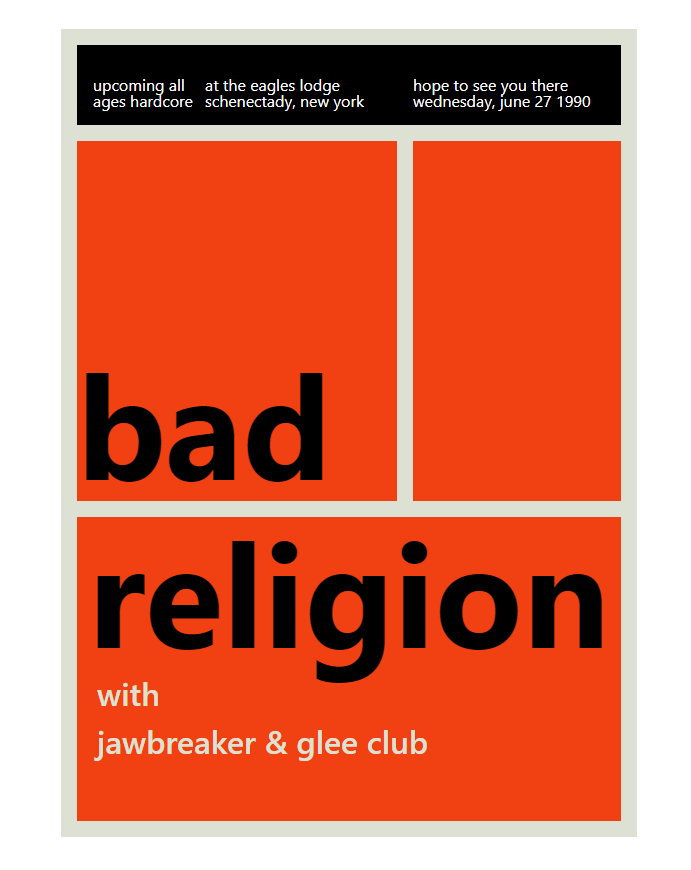 upcoming all
ages hardcore
at the eagles lodge
schenectady, new york
hope to see you there
wednesday, june 27 1990
bad
religion
with
jawbreaker & glee club